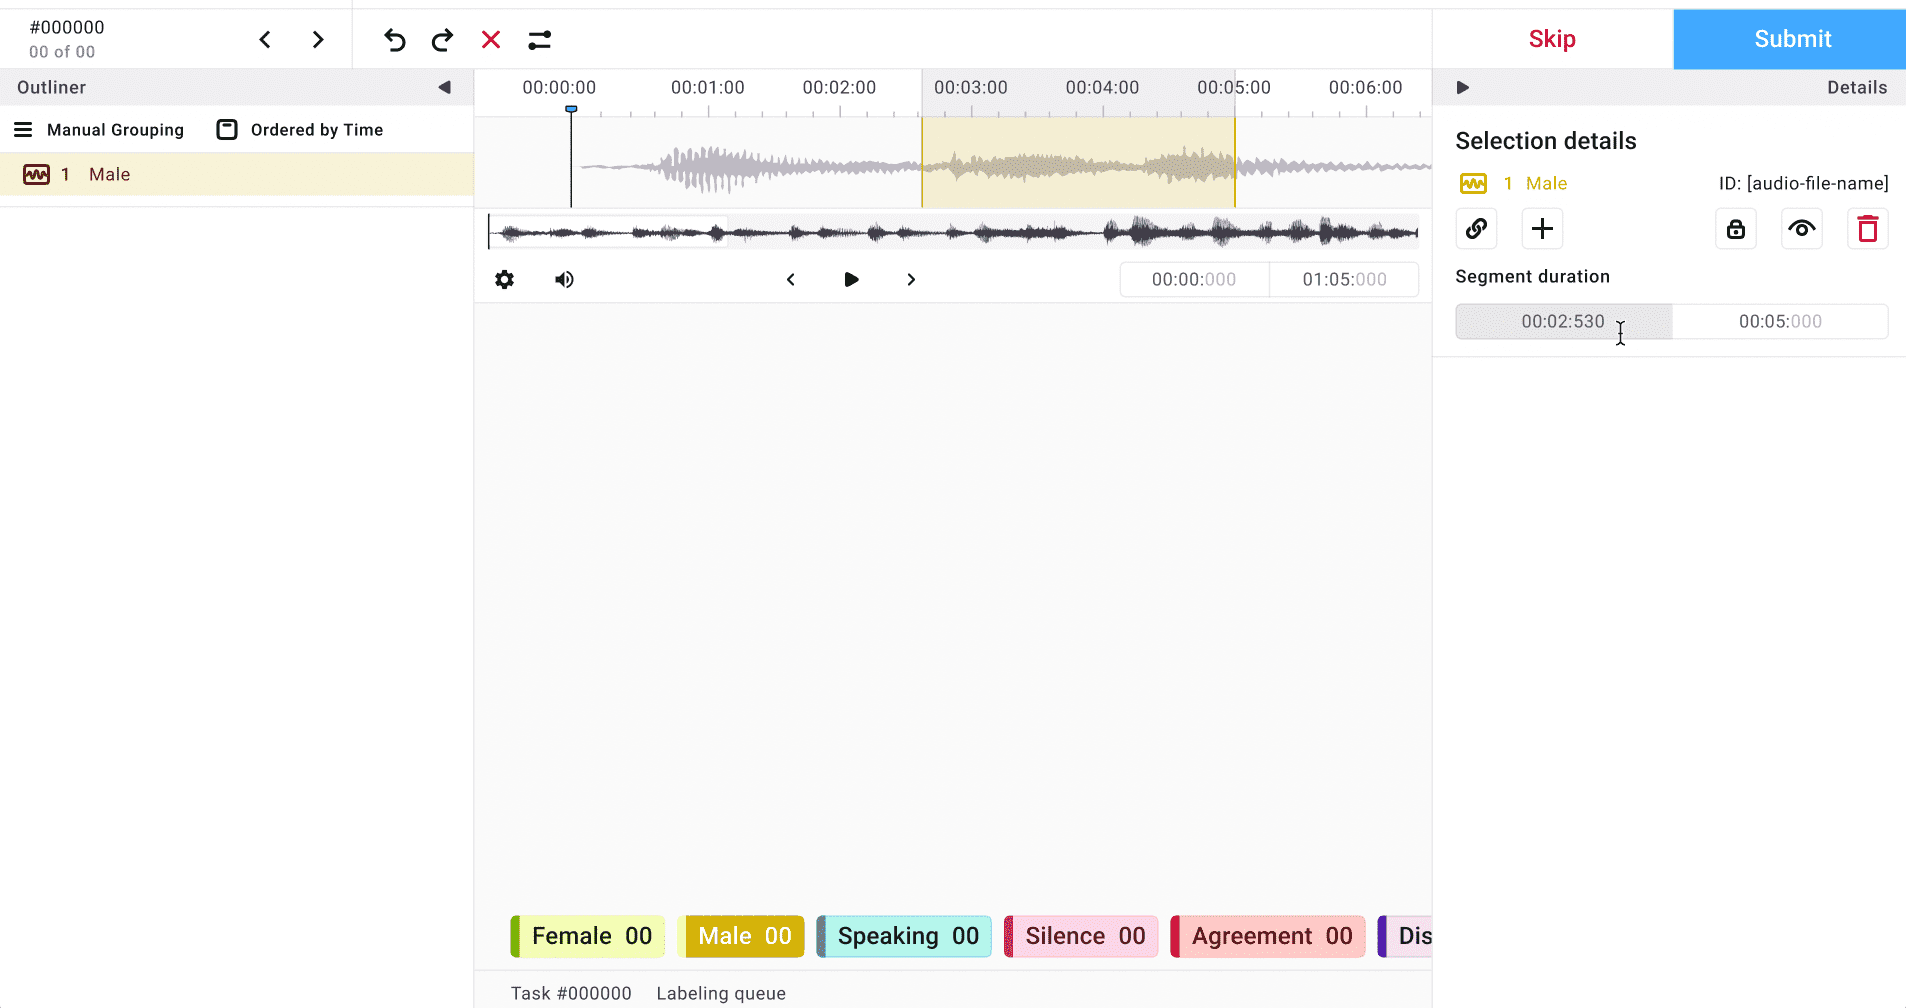 #000000
00 of 00
Skip
Submit
Outliner
00:00:00 00:01:00 00:02:00 00:03:00 00:04:00 00:05:00 00:06:00
Details
Manual Grouping Ordered by Time
1 Male
Selection details
1 Male ID: [audio-file-name]
00:00:000 01:05:000
Segment duration
00:02:530 00:05:000
Female 00 Male 00 Speaking 00 Silence 00 Agreement 00 Dis
Task #000000 Labeling queue